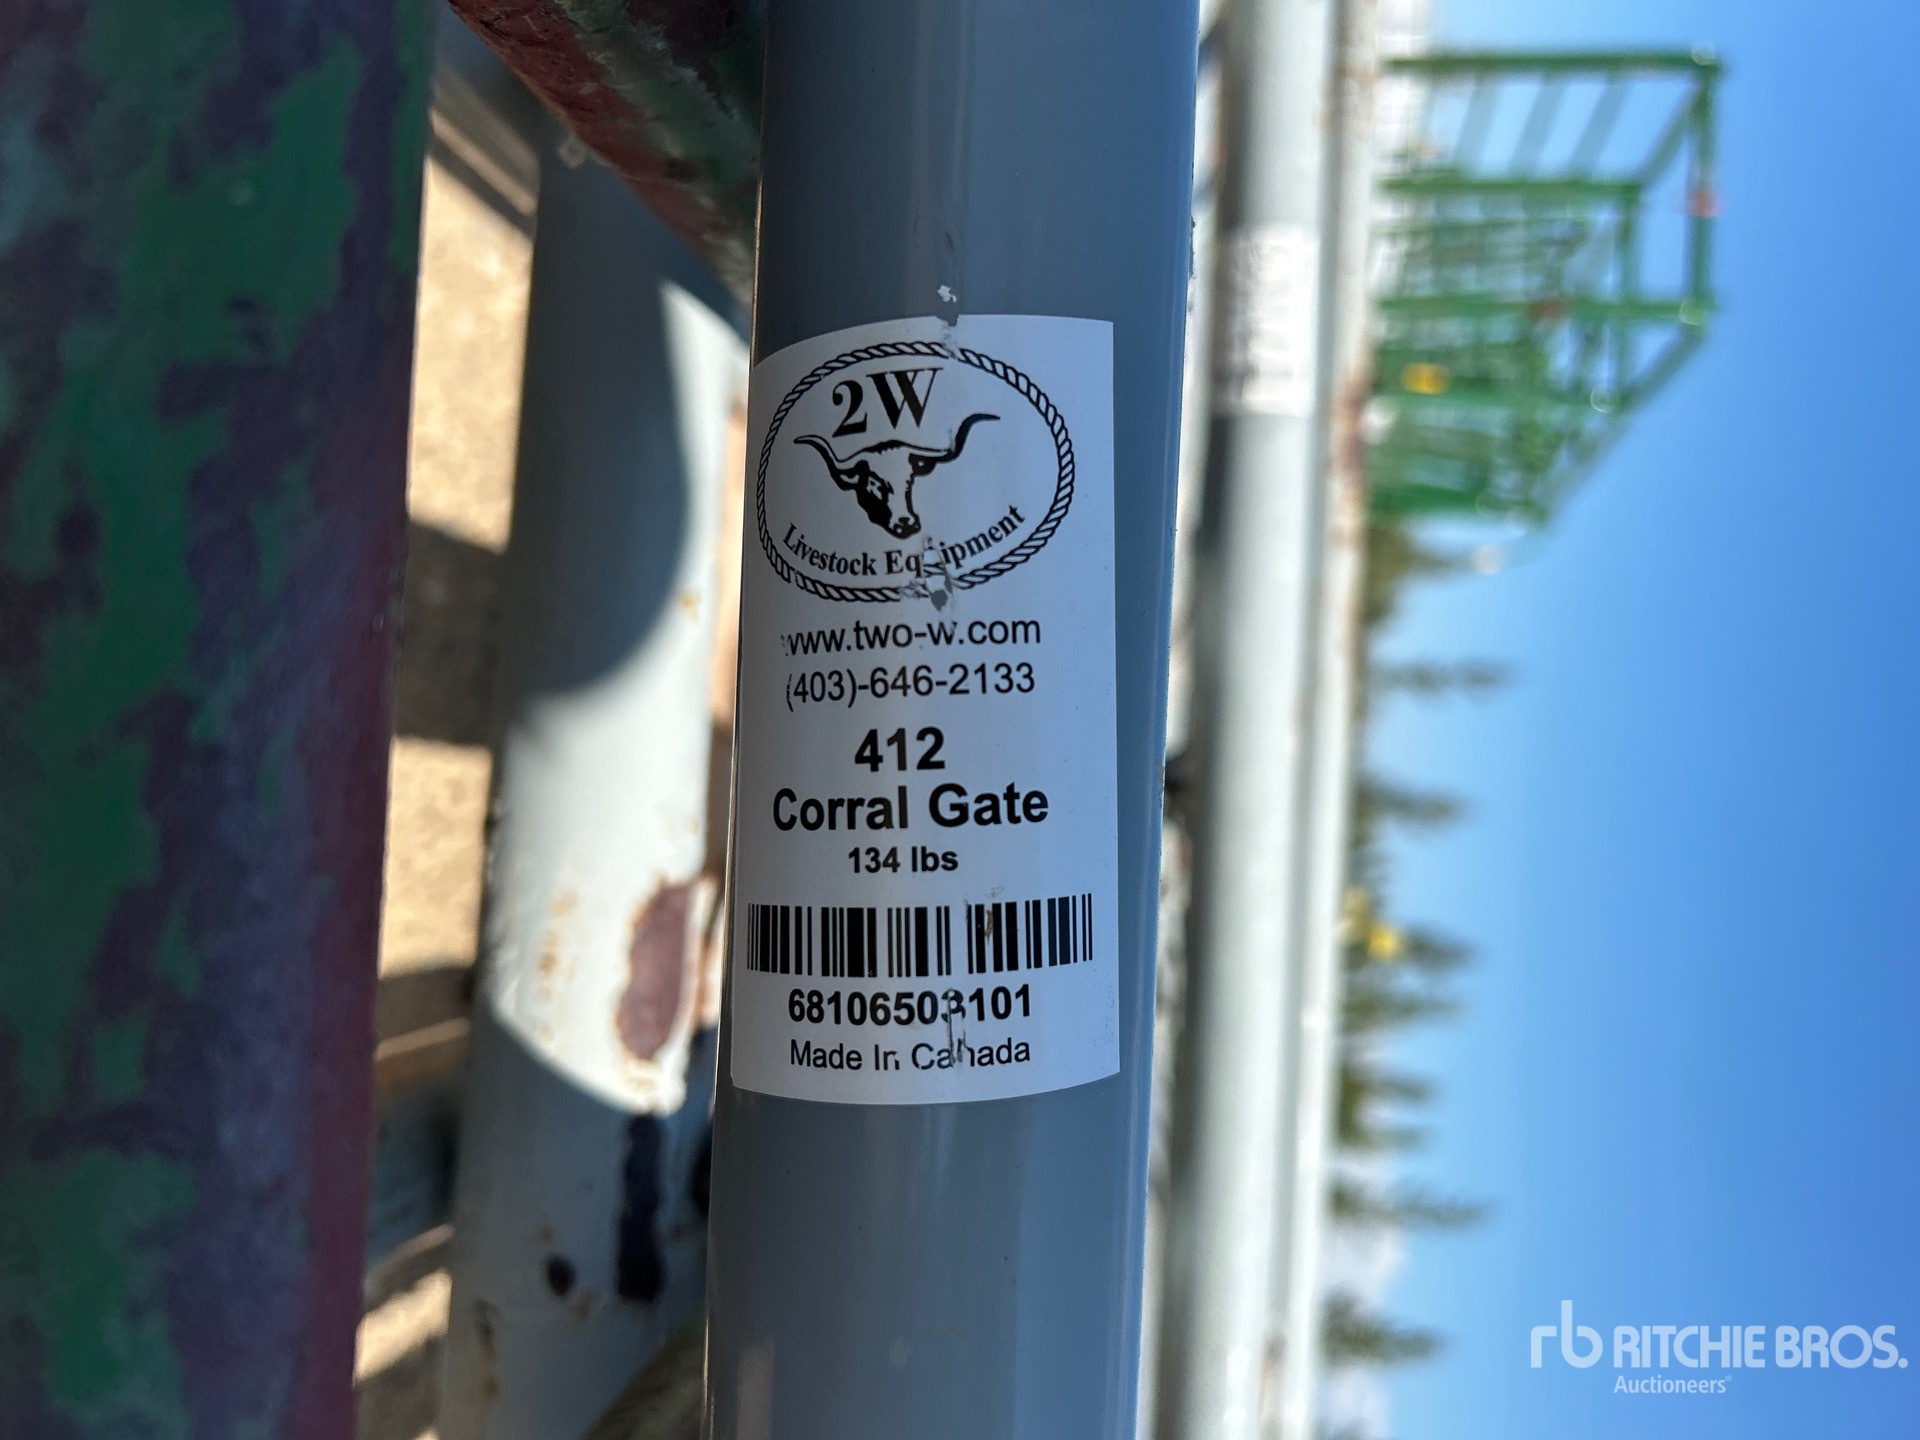 2W
Livestock Equipment
www.two-w.com
(403)-646-2133
412
Corral Gate
134 lbs
68106503101
Made In Canada
rb RITCHIE BROS.
Auctioneers®